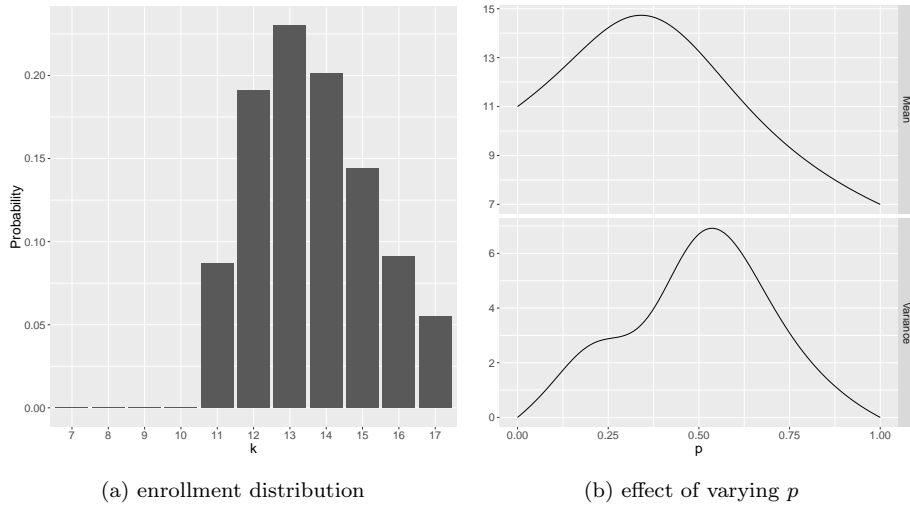 0.20
0.15
0.10
0.05
0.00
Probability
7 8 9 10 11 12 13 14 15 16 17
k
15
13
11
9
7
Mean
6
4
2
0
Variance
0.00 0.25 0.50 0.75 1.00
p
(a) enrollment distribution
(b) effect of varying p